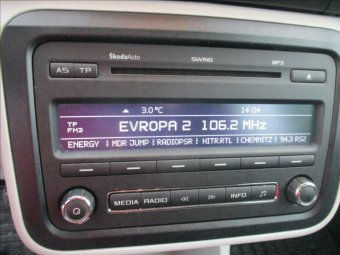 ŠkodaAuto SWING MP3
AS TP
3.0°C 14:04
TP
FM3
EVROPA 2 106.2 MHz
ENERGY | MDR JUMP | RADIOPSR | HITR.RTL | CHEMNITZ | 94.3 RS2
MEDIA RADIO INFO